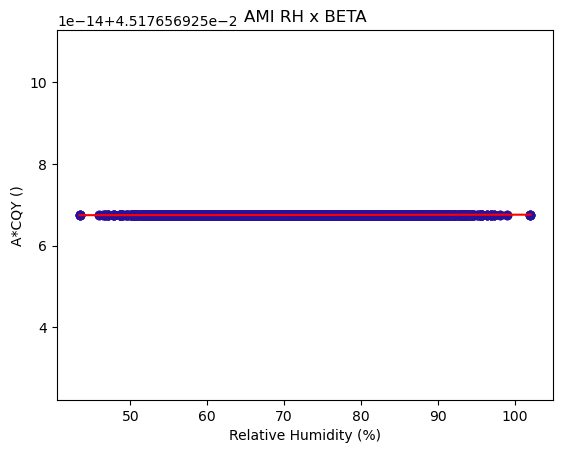 1e−14+4.517656925e−2
AMI RH x BETA
10
8
6
4
A*CQY ()
50 60 70 80 90 100
Relative Humidity (%)